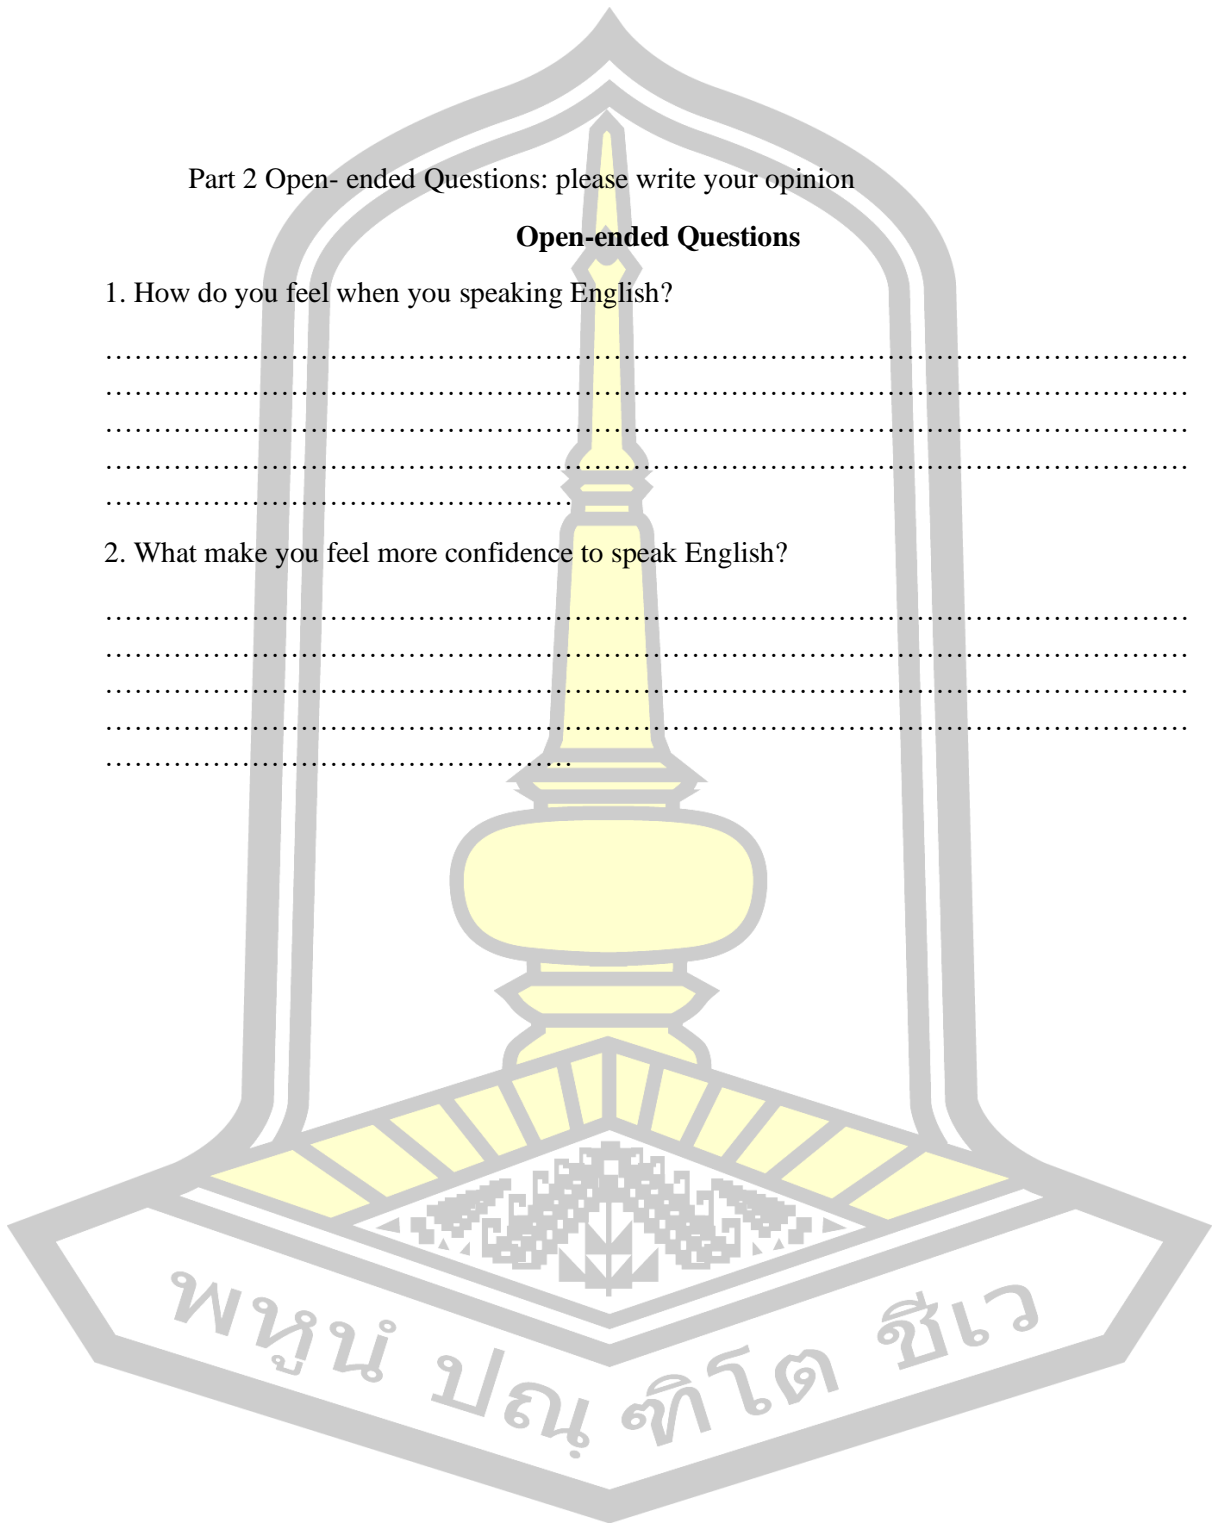 Part 2 Open- ended Questions: please write your opinion
Open-ended Questions
1. How do you feel when you speaking English?
…………………………………………………………………………………………………
…………………………………………………………………………………………………
…………………………………………………………………………………………………
…………………………………………………………………………………………………
…………………………………………
2. What make you feel more confidence to speak English?
…………………………………………………………………………………………………
…………………………………………………………………………………………………
…………………………………………………………………………………………………
…………………………………………………………………………………………………
…………………………………………
พหูนํ ปณฺฑิโต ชีเว